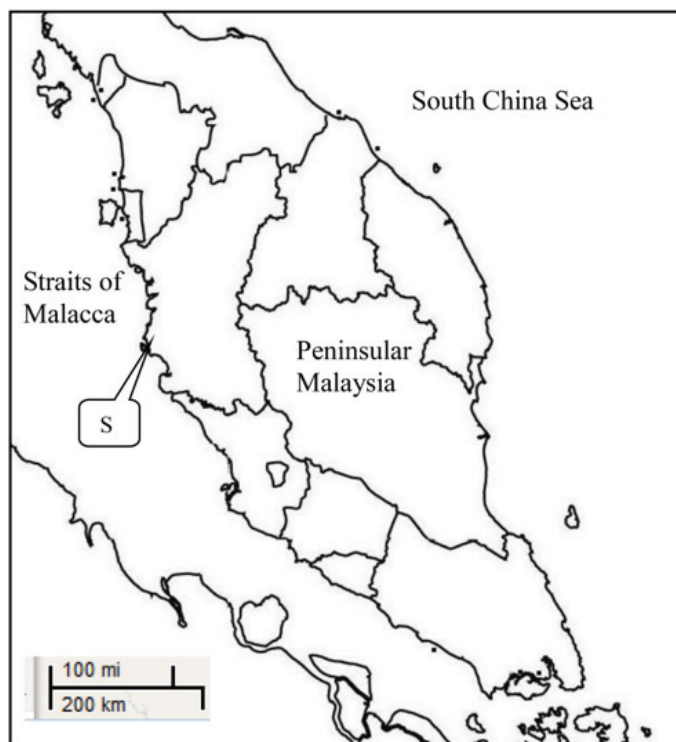 South China Sea
Straits of
Malacca
Peninsular
Malaysia
S
100 mi
200 km